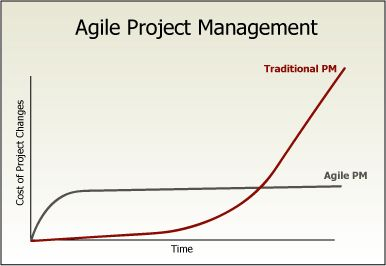 Agile Project Management
Traditional PM
Agile PM
Cost of Project Changes
Time